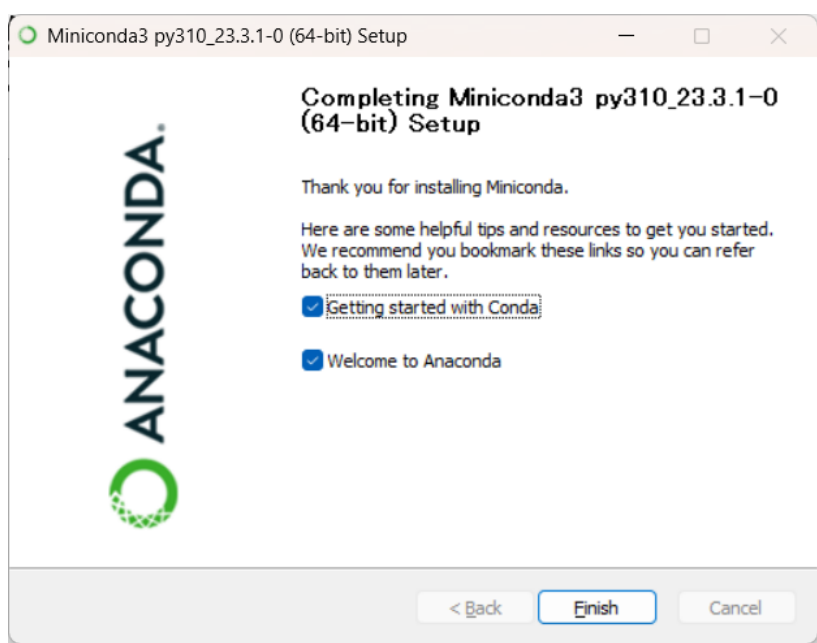 Miniconda3 py310_23.3.1-0 (64-bit) Setup
Completing Miniconda3 py310_23.3.1-0
(64-bit) Setup
Thank you for installing Miniconda.
Here are some helpful tips and resources to get you started.
We recommend you bookmark these links so you can refer
back to them later.
Getting started with Conda
Welcome to Anaconda
ANACONDA.
< Back
Finish
Cancel